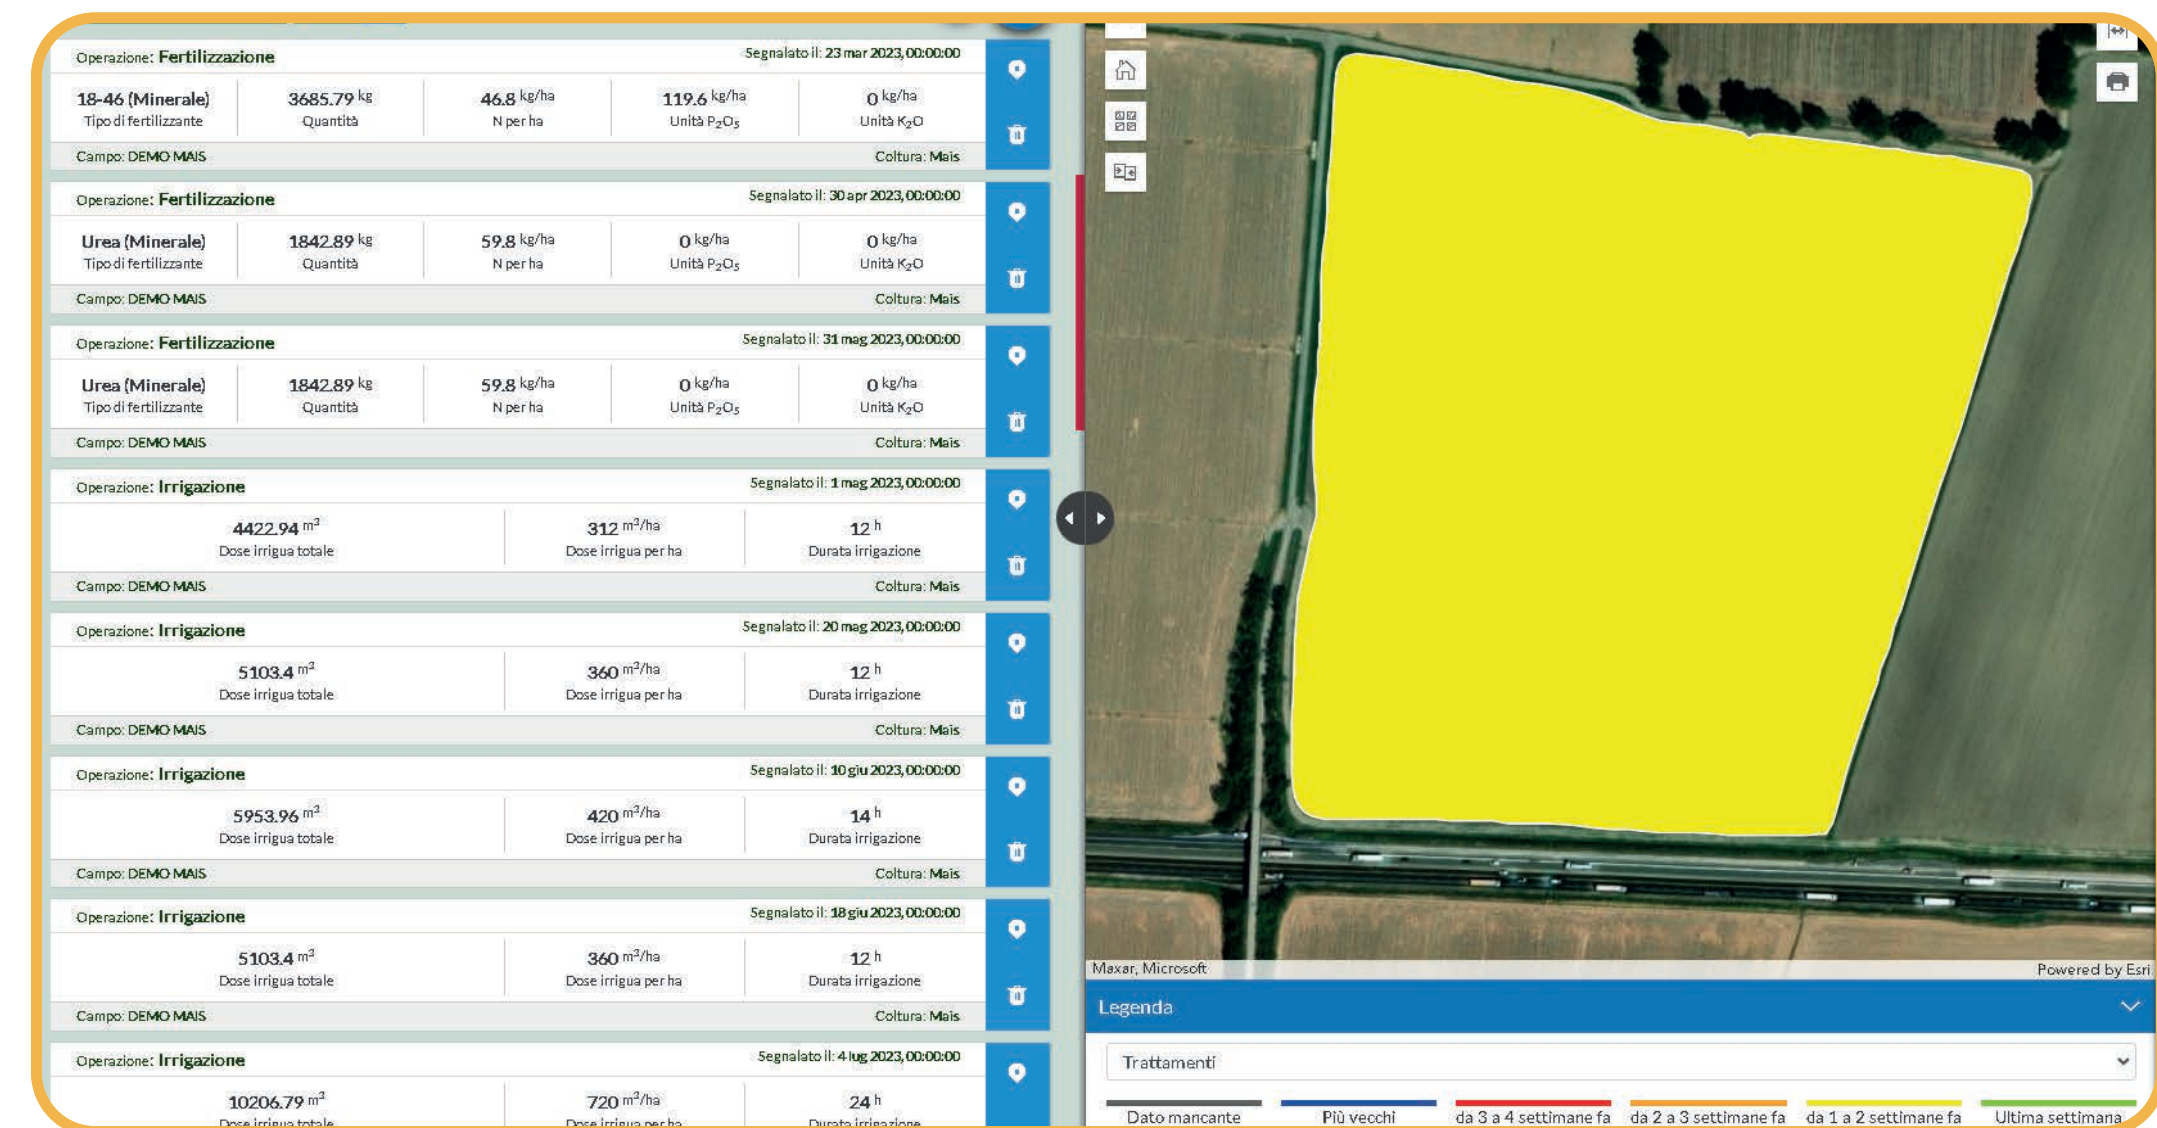 Operazione: Fertilizzazione
Segnalato il: 23 mar 2023, 00:00:00
18-46 (Minerale)
Tipo di fertilizzante
3685.79 kg
Quantità
46.8 kg/ha
N per ha
119.6 kg/ha
Unità P₂O₅
0 kg/ha
Unità K₂O
Campo: DEMO MAIS
Coltura: Mais
Operazione: Fertilizzazione
Segnalato il: 30 apr 2023, 00:00:00
Urea (Minerale)
Tipo di fertilizzante
1842.89 kg
Quantità
59.8 kg/ha
N per ha
0 kg/ha
Unità P₂O₅
0 kg/ha
Unità K₂O
Campo: DEMO MAIS
Coltura: Mais
Operazione: Fertilizzazione
Segnalato il: 31 mag 2023, 00:00:00
Urea (Minerale)
Tipo di fertilizzante
1842.89 kg
Quantità
59.8 kg/ha
N per ha
0 kg/ha
Unità P₂O₅
0 kg/ha
Unità K₂O
Campo: DEMO MAIS
Coltura: Mais
Operazione: Irrigazione
Segnalato il: 1 mag 2023, 00:00:00
4422.94 m³
Dose irrigua totale
312 m³/ha
Dose irrigua per ha
12 h
Durata irrigazione
Campo: DEMO MAIS
Coltura: Mais
Operazione: Irrigazione
Segnalato il: 20 mag 2023, 00:00:00
5103.4 m³
Dose irrigua totale
360 m³/ha
Dose irrigua per ha
12 h
Durata irrigazione
Campo: DEMO MAIS
Coltura: Mais
Operazione: Irrigazione
Segnalato il: 10 giu 2023, 00:00:00
5953.96 m³
Dose irrigua totale
420 m³/ha
Dose irrigua per ha
14 h
Durata irrigazione
Campo: DEMO MAIS
Coltura: Mais
Operazione: Irrigazione
Segnalato il: 18 giu 2023, 00:00:00
5103.4 m³
Dose irrigua totale
360 m³/ha
Dose irrigua per ha
12 h
Durata irrigazione
Campo: DEMO MAIS
Coltura: Mais
Operazione: Irrigazione
Segnalato il: 4 lug 2023, 00:00:00
10206.79 m³
Dose irrigua totale
720 m³/ha
Dose irrigua per ha
24 h
Durata irrigazione
Maxar, Microsoft
Powered by Esri
Legenda
Trattamenti
Dato mancante
Più vecchi
da 3 a 4 settimane fa
da 2 a 3 settimane fa
da 1 a 2 settimane fa
Ultima settimana